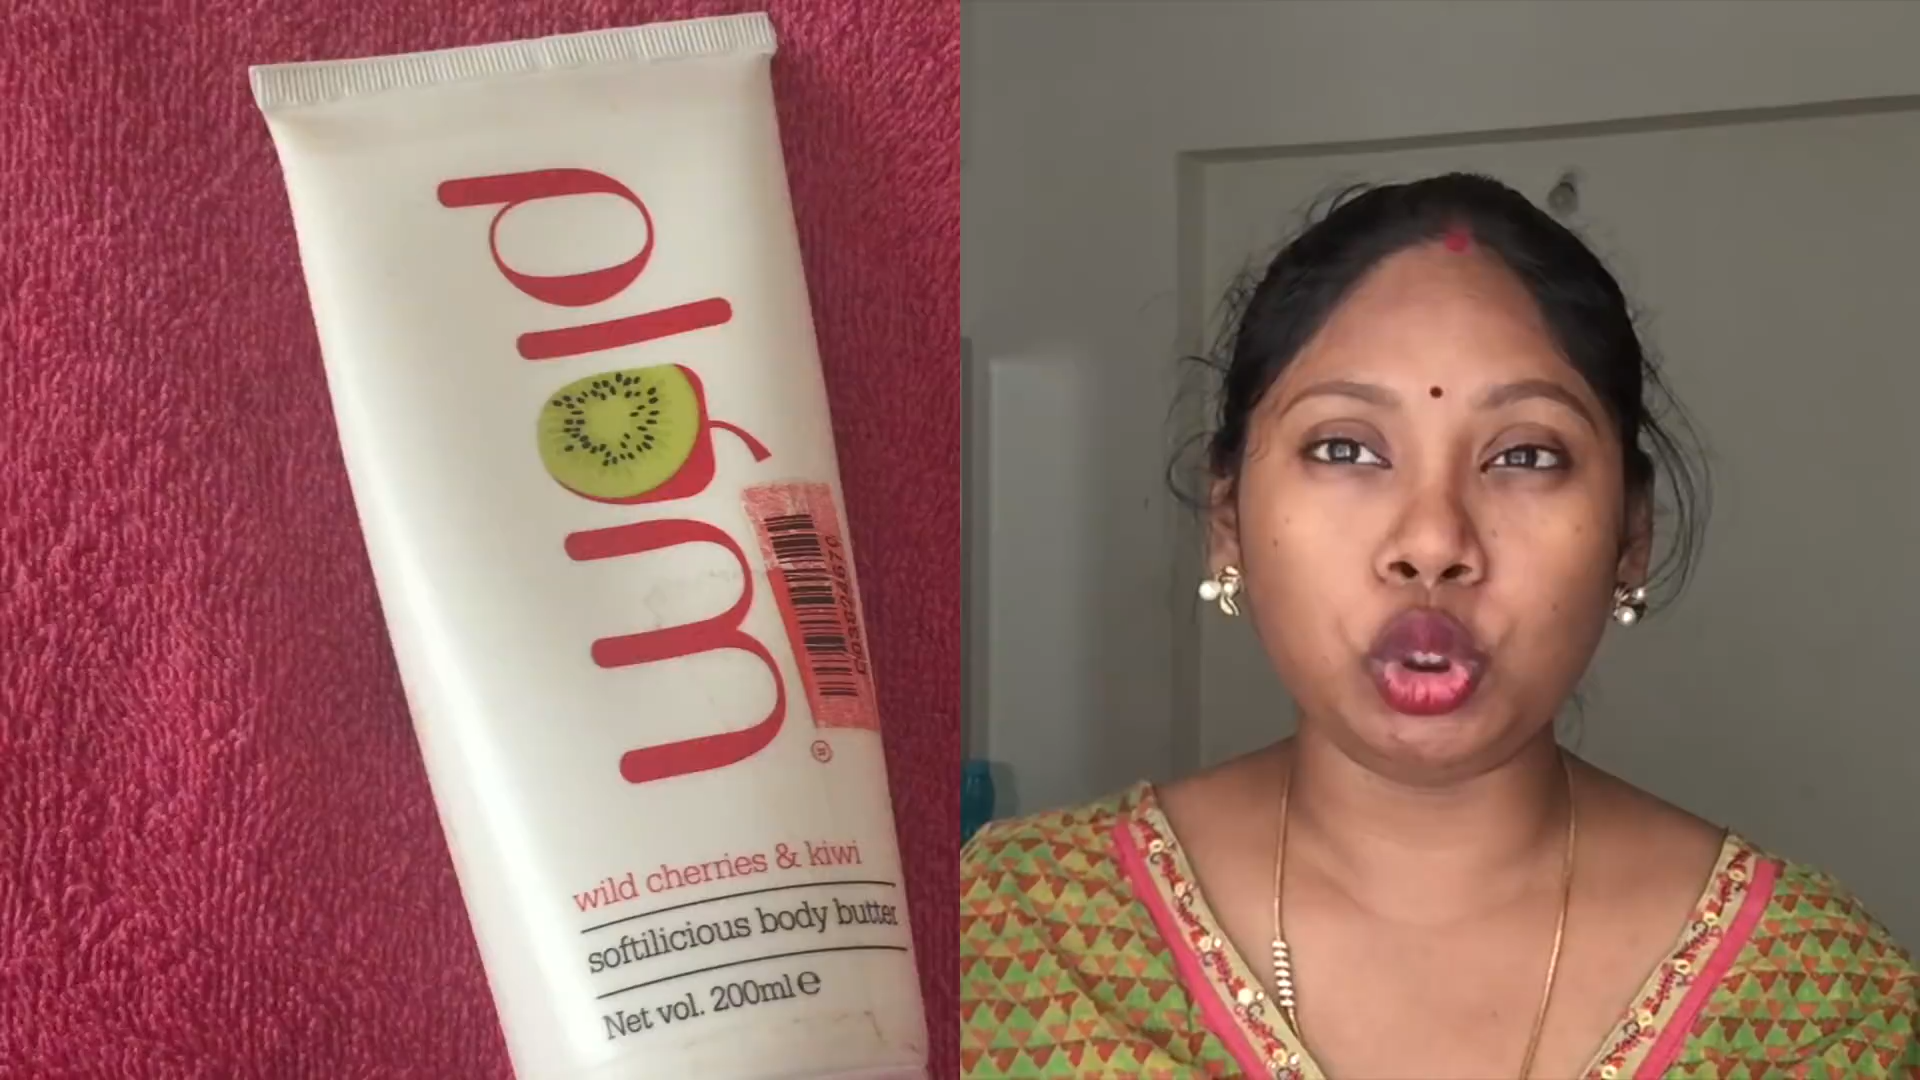 plum
®
wild cherries & kiwi
softilicious body butter
Net vol. 200ml e